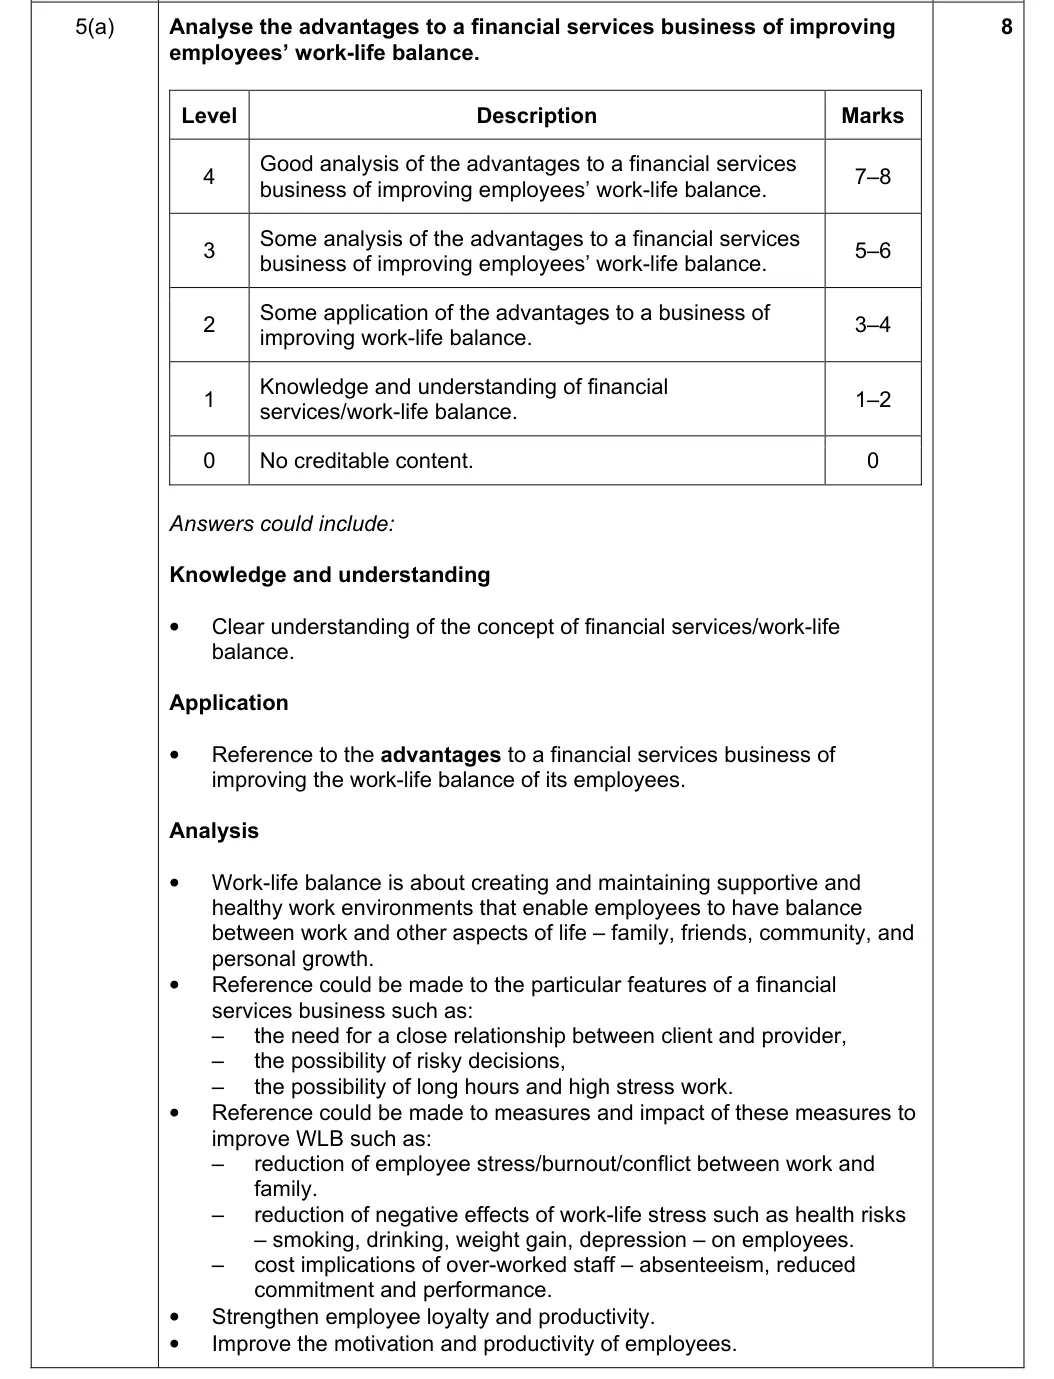 5(a) Analyse the advantages to a financial services business of improving 8
employees’ work-life balance.
Level Description Marks
4 Good analysis of the advantages to a financial services
business of improving employees’ work-life balance. 7–8
3 Some analysis of the advantages to a financial services
business of improving employees’ work-life balance. 5–6
2 Some application of the advantages to a business of
improving work-life balance. 3–4
1 Knowledge and understanding of financial
services/work-life balance. 1–2
0 No creditable content. 0
Answers could include:
Knowledge and understanding
• Clear understanding of the concept of financial services/work-life
balance.
Application
• Reference to the advantages to a financial services business of
improving the work-life balance of its employees.
Analysis
• Work-life balance is about creating and maintaining supportive and
healthy work environments that enable employees to have balance
between work and other aspects of life – family, friends, community, and
personal growth.
• Reference could be made to the particular features of a financial
services business such as:
– the need for a close relationship between client and provider,
– the possibility of risky decisions,
– the possibility of long hours and high stress work.
• Reference could be made to measures and impact of these measures to
improve WLB such as:
– reduction of employee stress/burnout/conflict between work and
family.
– reduction of negative effects of work-life stress such as health risks
– smoking, drinking, weight gain, depression – on employees.
– cost implications of over-worked staff – absenteeism, reduced
commitment and performance.
• Strengthen employee loyalty and productivity.
• Improve the motivation and productivity of employees.